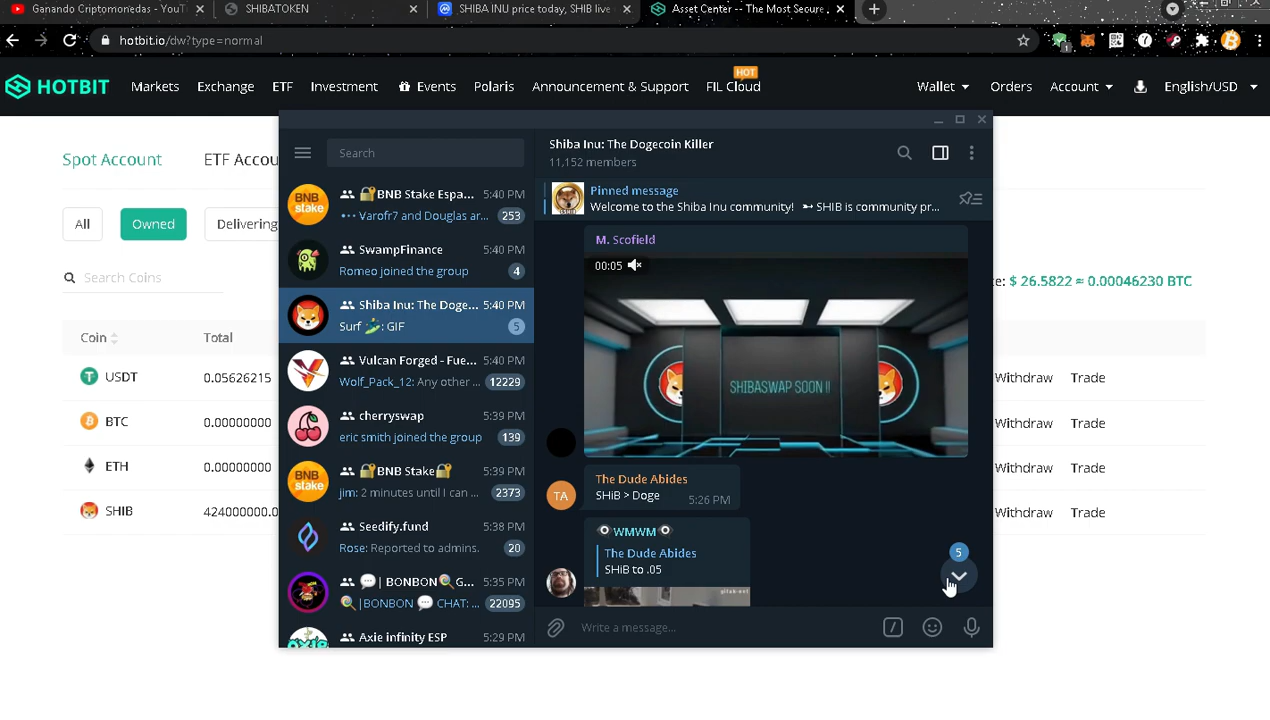 Ganando Criptomonedas - YouT
SHIBATOKEN
SHIBA INU price today, SHIB live
Asset Center -- The Most Secure
hotbit.io/dw?type=normal
1
HOTBIT
Markets
Exchange
ETF
Investment
Events
Polaris
Announcement & Support
FIL Cloud
HOT
Wallet
Orders
Account
English/USD
Spot Account
ETF Accou
All
Owned
Delivering
Search Coins
e: $ 26.5822 ≈ 0.00046230 BTC
Coin
Total
USDT
0.05626215
Withdraw
Trade
BTC
0.00000000
Withdraw
Trade
ETH
0.00000000
Withdraw
Trade
SHIB
424000000.0
Withdraw
Trade
Search
BNB stake
BNB Stake Espa...
5:40 PM
Varofr7 and Douglas ar...
253
SwampFinance
5:40 PM
Romeo joined the group
4
Shiba Inu: The Doge...
5:40 PM
Surf : GIF
5
Vulcan Forged - Fue...
5:40 PM
Wolf_Pack_12: Any other ...
12229
cherryswap
5:39 PM
eric smith joined the group
139
BNB stake
BNB Stake
5:39 PM
jim: 2 minutes until I can ...
2373
Seedify.fund
5:38 PM
Rose: Reported to admins.
20
| BONBON G...
5:35 PM
|BONBON CHAT: ...
22095
Axie infinity ESP
5:29 PM
Shiba Inu: The Dogecoin Killer
11,152 members
Pinned message
Welcome to the Shiba Inu community! ➳ SHIB is community pr...
M. Scofield
00:05
SHIBASWAP SOON !!
TA
The Dude Abides
SHiB > Doge
5:26 PM
WMWM
The Dude Abides
SHiB to .05
5
Write a message...